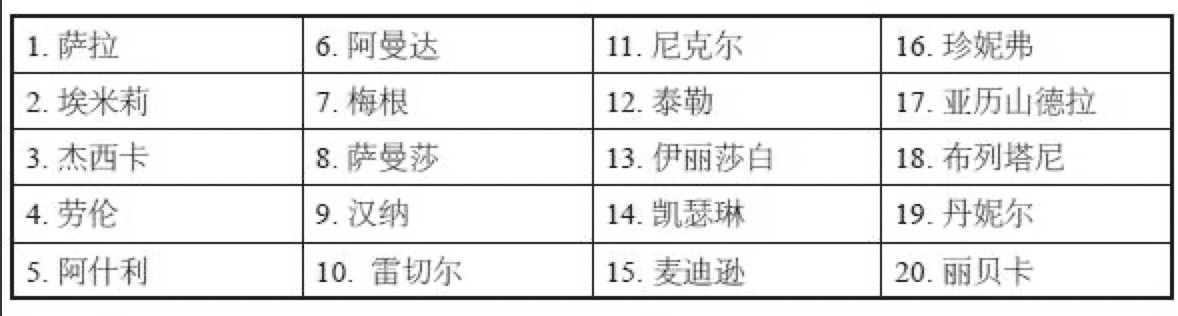 1. 萨拉 6. 阿曼达 11. 尼克尔 16. 珍妮弗
2. 埃米莉 7. 梅根 12. 泰勒 17. 亚历山德拉
3. 杰西卡 8. 萨曼莎 13. 伊丽莎白 18. 布列塔尼
4. 劳伦 9. 汉纳 14. 凯瑟琳 19. 丹妮尔
5. 阿什利 10. 雷切尔 15. 麦迪逊 20. 丽贝卡